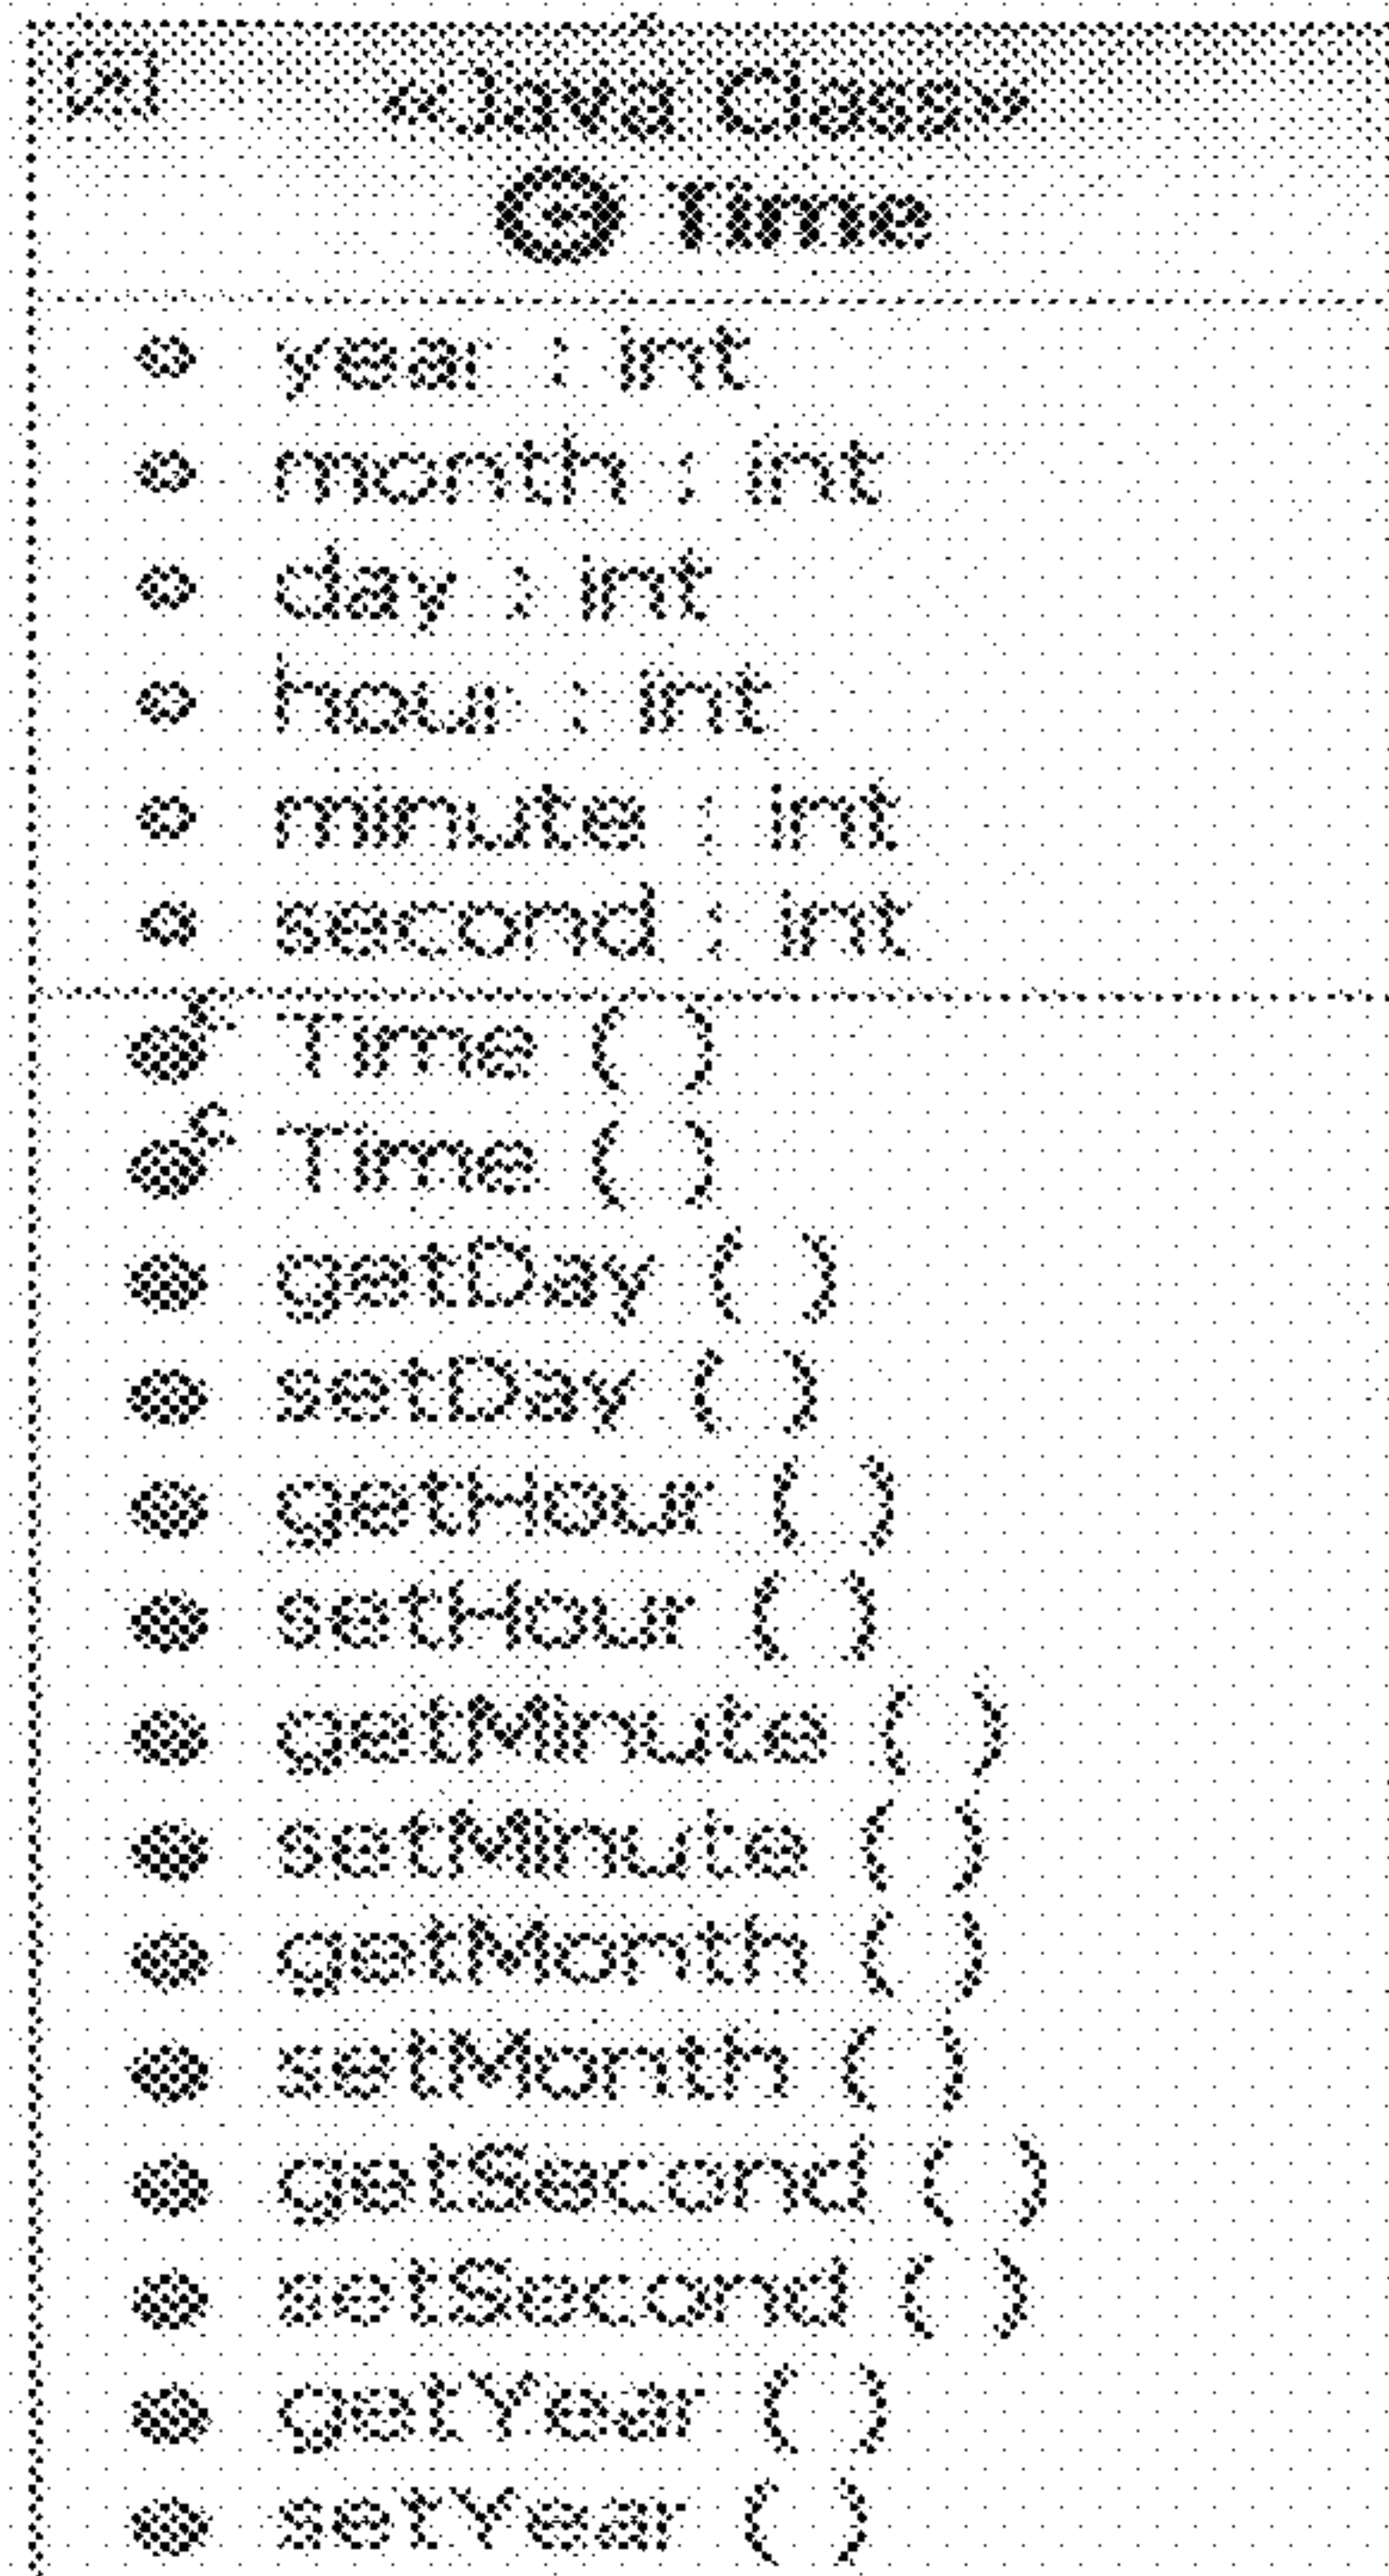 «Java Class»
Time
year : int
month : int
day : int
hour : int
minute : int
second : int
Time ( )
Time ( )
getDay ( )
setDay ( )
getHour ( )
setHour ( )
getMinute ( )
setMinute ( )
getMonth ( )
setMonth ( )
getSecond ( )
setSecond ( )
getYear ( )
setYear ( )